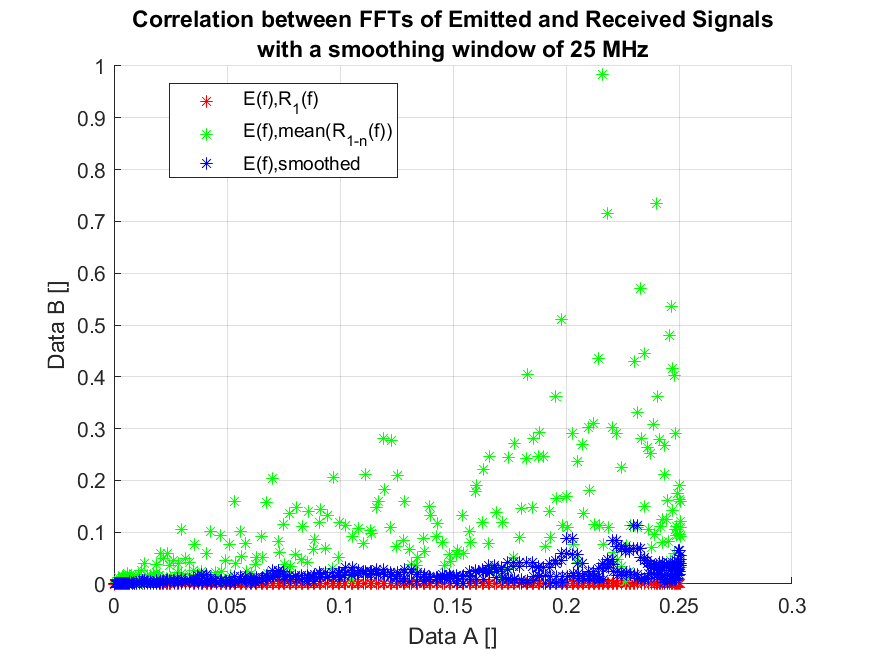 Correlation between FFTs of Emitted and Received Signals
with a smoothing window of 25 MHz
1
0.9
0.8
0.7
0.6
0.5
0.4
0.3
0.2
0.1
0
Data B []
E(f),R1(f)
E(f),mean(R1-n(f))
E(f),smoothed
0 0.05 0.1 0.15 0.2 0.25 0.3
Data A []